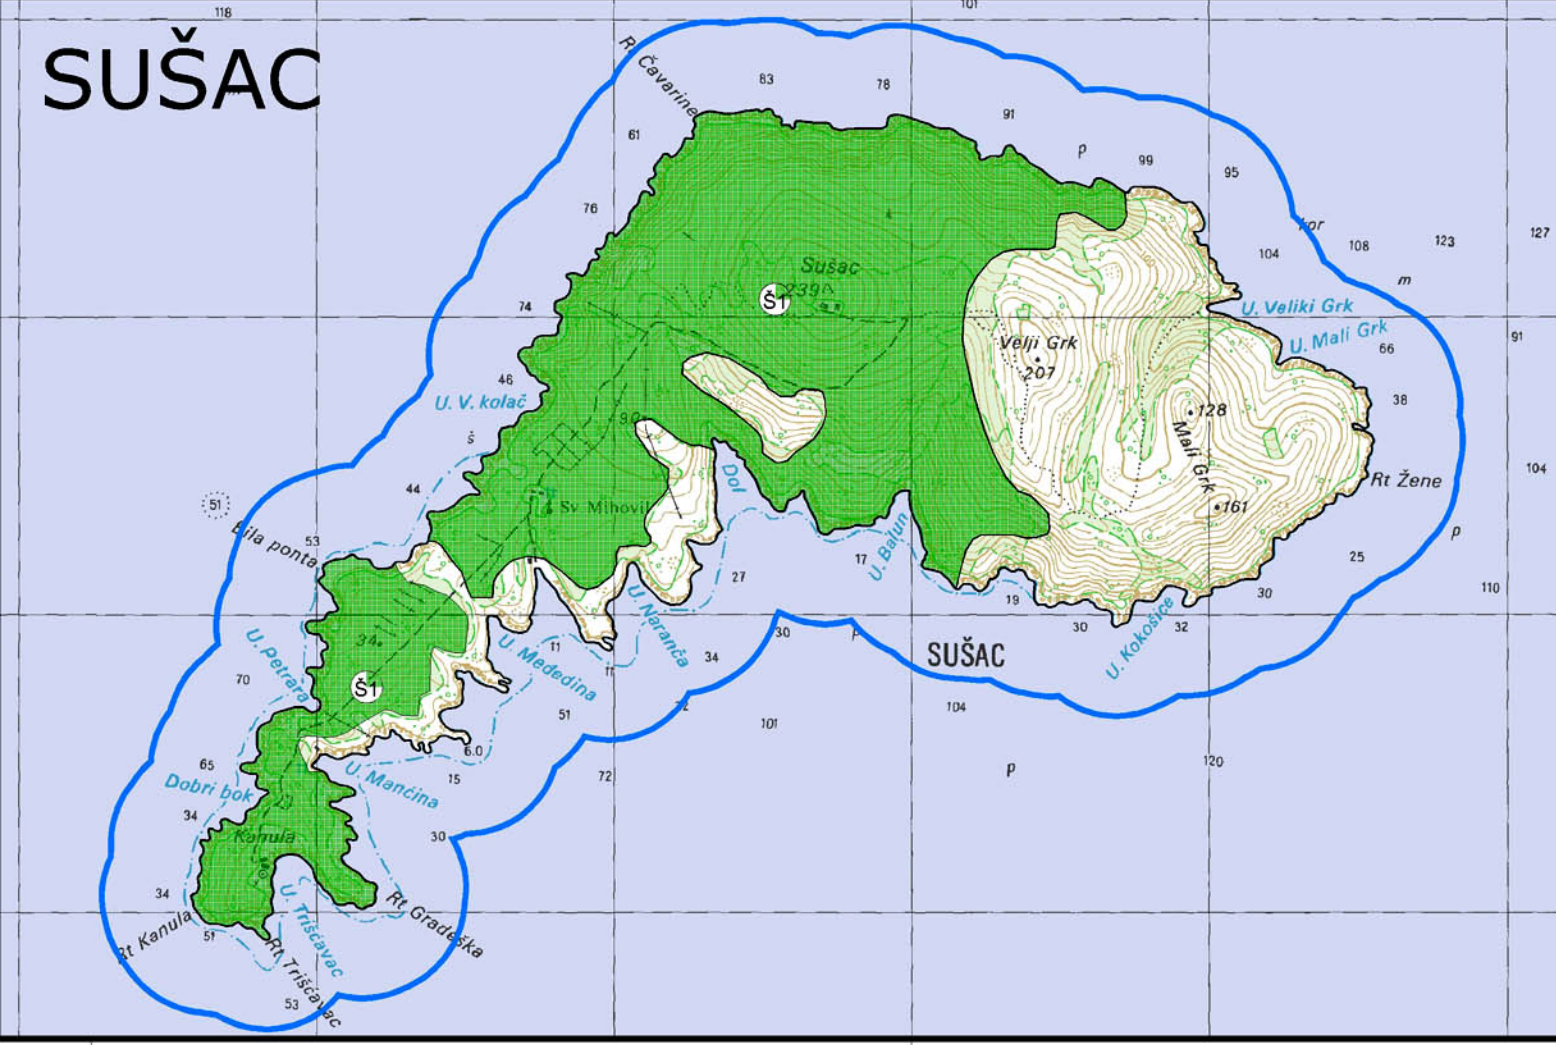 118
101
SUŠAC
Rt Čavarine
83
78
91
61
p
99
95
76
kor
127
123
108
104
Sušac
m
Š1
239
74
U. Veliki Grk
U. Mali Grk
91
Velji Grk
66
207
46
38
U. V. kolač
128
90
š
Mali Grk
104
Dol
Rt Žene
44
51
Sv Mihovil
161
Bila ponta
U. Balun
53
p
17
25
27
110
19
30
U. Naranča
U. Kokošice
30
32
30
p
34
U. Petrara
11
U. Mededina
11
34
SUŠAC
70
Š1
51
72
104
101
6.0
120
65
U. Mančina
15
72
p
Dobri bok
34
Kanula
30
34
U. Trišćavac
Rt Gradeška
Rt Kanula
51
Rt Trišćavac
53